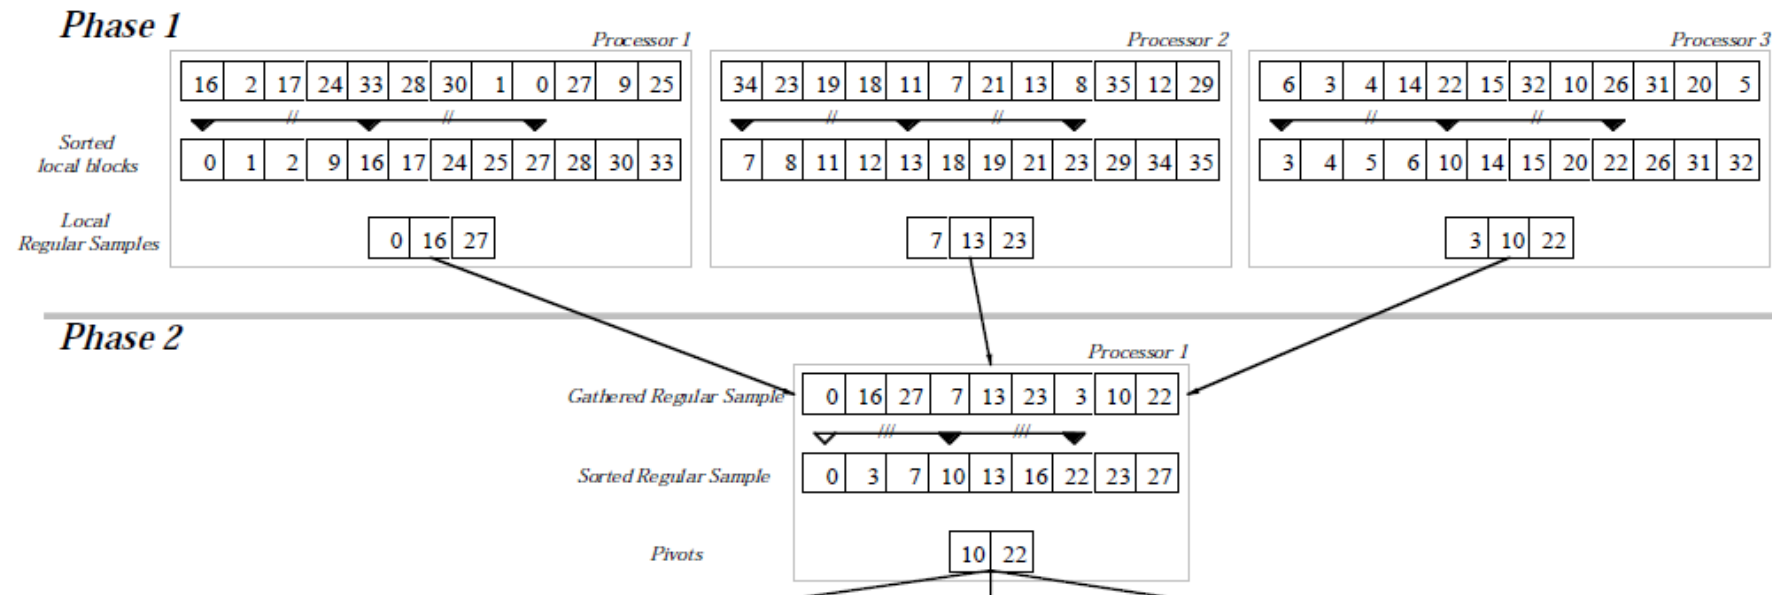 Phase 1
Processor 1
Processor 2
Processor 3
16 2 17 24 33 28 30 1 0 27 9 25
34 23 19 18 11 7 21 13 8 35 12 29
6 3 4 14 22 15 32 10 26 31 20 5
// //
// //
// //
Sorted
local blocks
0 1 2 9 16 17 24 25 27 28 30 33
7 8 11 12 13 18 19 21 23 29 34 35
3 4 5 6 10 14 15 20 22 26 31 32
Local
Regular Samples
0 16 27
7 13 23
3 10 22
Phase 2
Processor 1
Gathered Regular Sample
0 16 27 7 13 23 3 10 22
/// ///
Sorted Regular Sample
0 3 7 10 13 16 22 23 27
Pivots
10 22